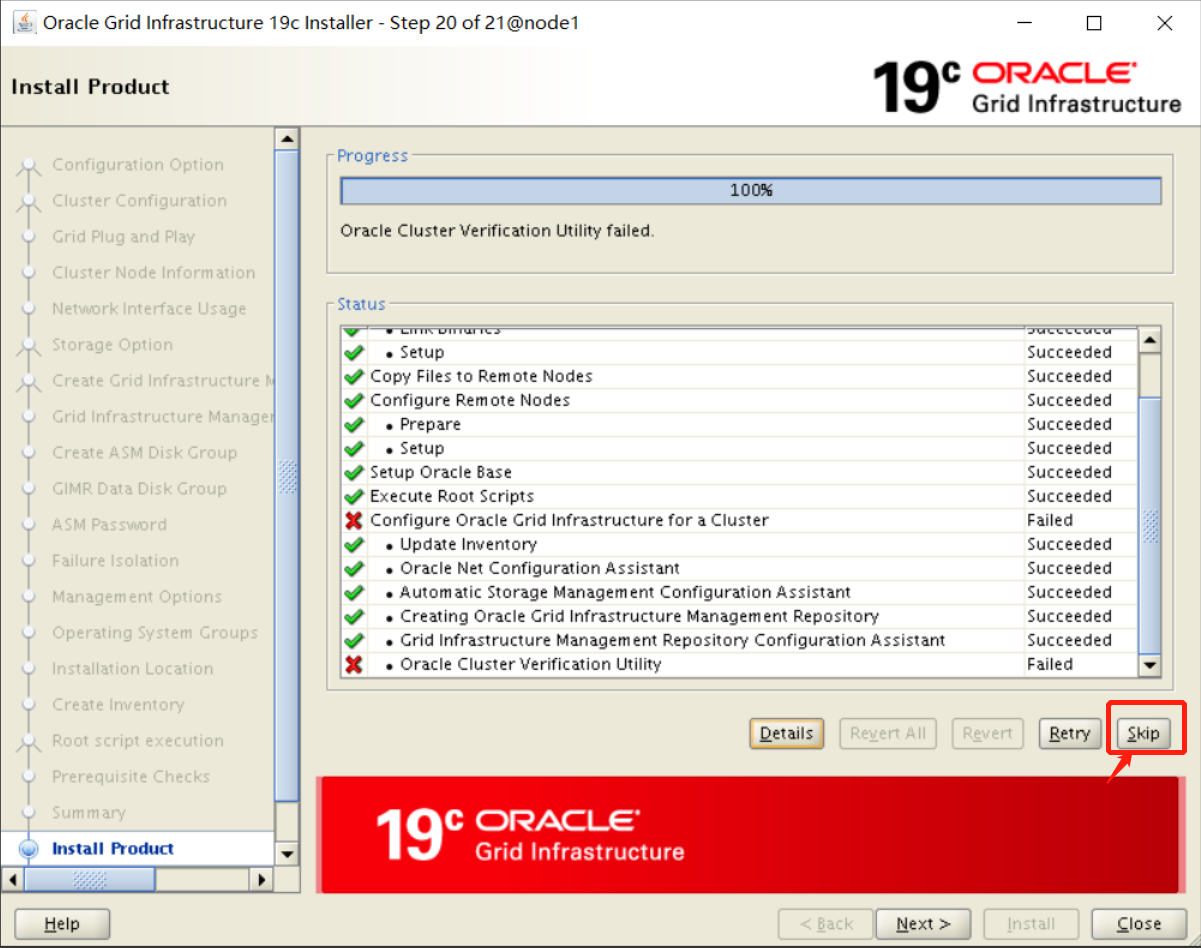 Oracle Grid Infrastructure 19c Installer - Step 20 of 21@node1
Install Product
19c ORACLE
Grid Infrastructure
Configuration Option
Cluster Configuration
Grid Plug and Play
Cluster Node Information
Network Interface Usage
Storage Option
Create Grid Infrastructure M
Grid Infrastructure Manager
Create ASM Disk Group
GIMR Data Disk Group
ASM Password
Failure Isolation
Management Options
Operating System Groups
Installation Location
Create Inventory
Root script execution
Prerequisite Checks
Summary
Install Product
Progress
100%
Oracle Cluster Verification Utility failed.
Status
• Link Binaries Succeeded
• Setup Succeeded
Copy Files to Remote Nodes Succeeded
Configure Remote Nodes Succeeded
• Prepare Succeeded
• Setup Succeeded
Setup Oracle Base Succeeded
Execute Root Scripts Succeeded
Configure Oracle Grid Infrastructure for a Cluster Failed
• Update Inventory Succeeded
• Oracle Net Configuration Assistant Succeeded
• Automatic Storage Management Configuration Assistant Succeeded
• Creating Oracle Grid Infrastructure Management Repository Succeeded
• Grid Infrastructure Management Repository Configuration Assistant Succeeded
• Oracle Cluster Verification Utility Failed
Details Revert All Revert Retry Skip
19c ORACLE
Grid Infrastructure
Help < Back Next > Install Close